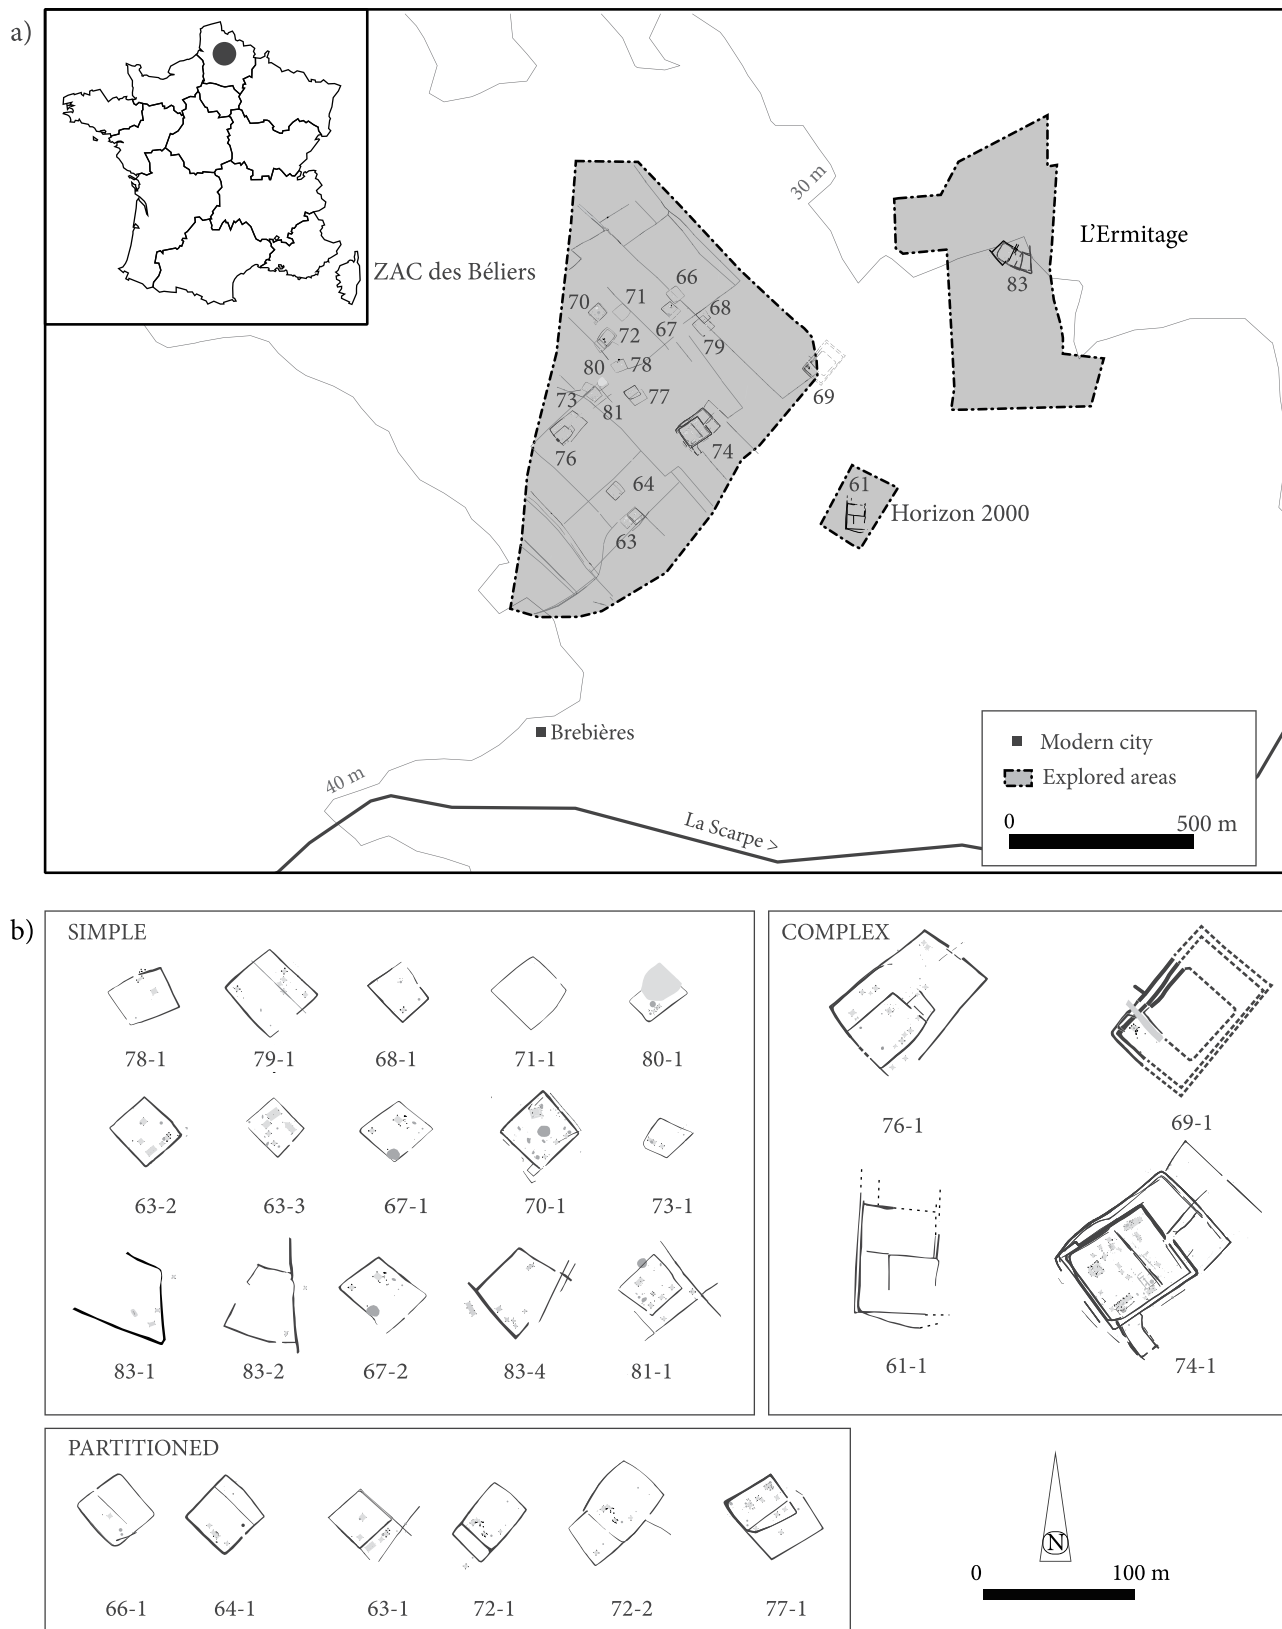 a)
30 m
L'Ermitage
ZAC des Béliers
66
70
71
68
67
72
79
83
80
78
73
77
69
81
76
74
64
61
Horizon 2000
63
Brebières
Modern city
40 m
Explored areas
La Scarpe >
0 500 m
b)
SIMPLE
78-1 79-1 68-1 71-1 80-1
63-2 63-3 67-1 70-1 73-1
83-1 83-2 67-2 83-4 81-1
COMPLEX
76-1 69-1
61-1 74-1
PARTITIONED
66-1 64-1 63-1 72-1 72-2 77-1
N
0 100 m